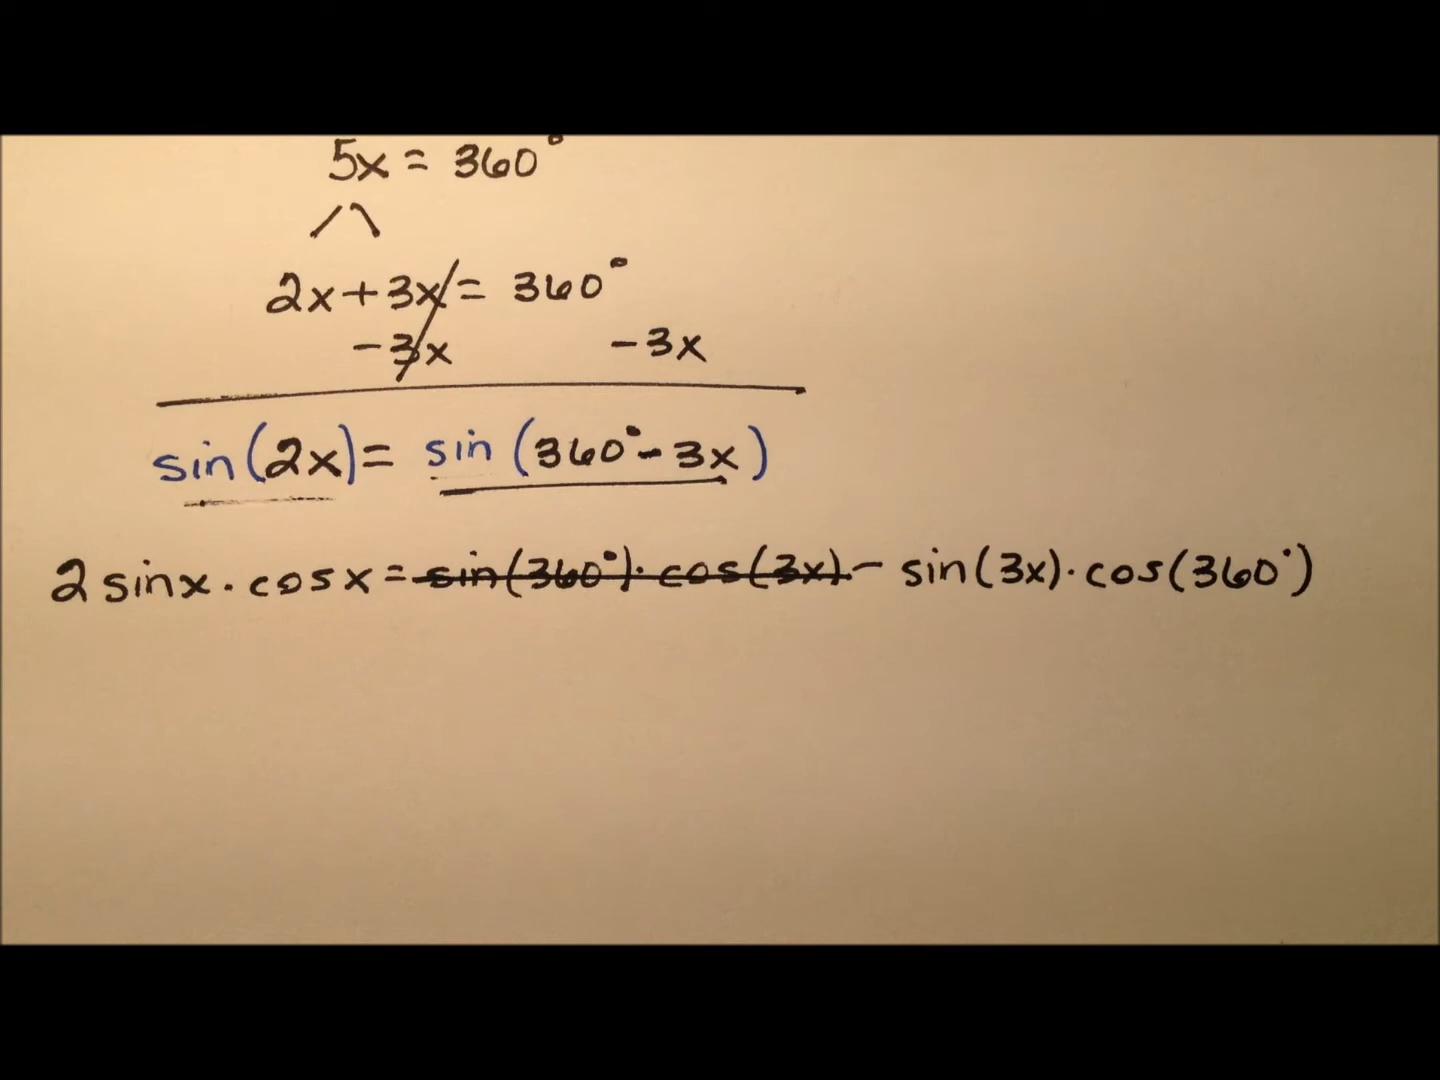 5x = 360°
2x + 3x = 360°
-3x -3x
sin(2x) = sin(360° - 3x)
2 sinx · cosx = sin(360°) · cos(3x) - sin(3x) · cos(360°)